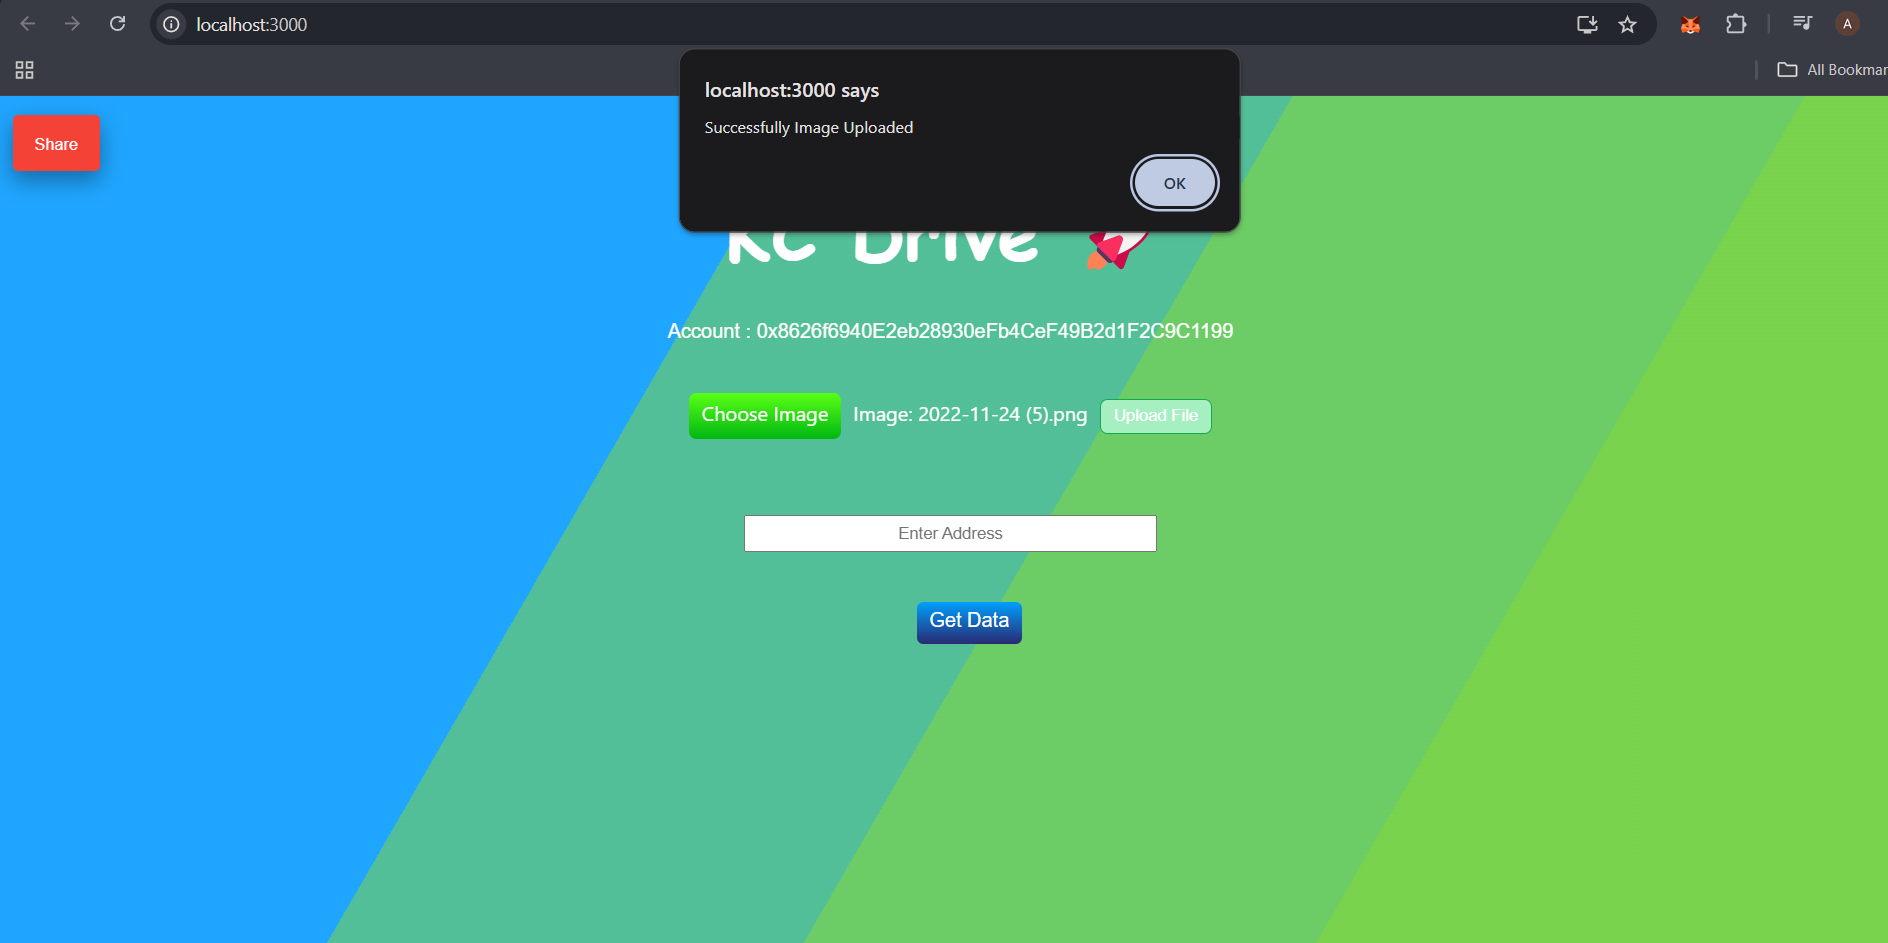 localhost:3000
A
All Bookmar
localhost:3000 says
Successfully Image Uploaded
OK
Share
KC Drive
Account : 0x8626f6940E2eb28930eFb4CeF49B2d1F2C9C1199
Choose Image Image: 2022-11-24 (5).png Upload File
Enter Address
Get Data